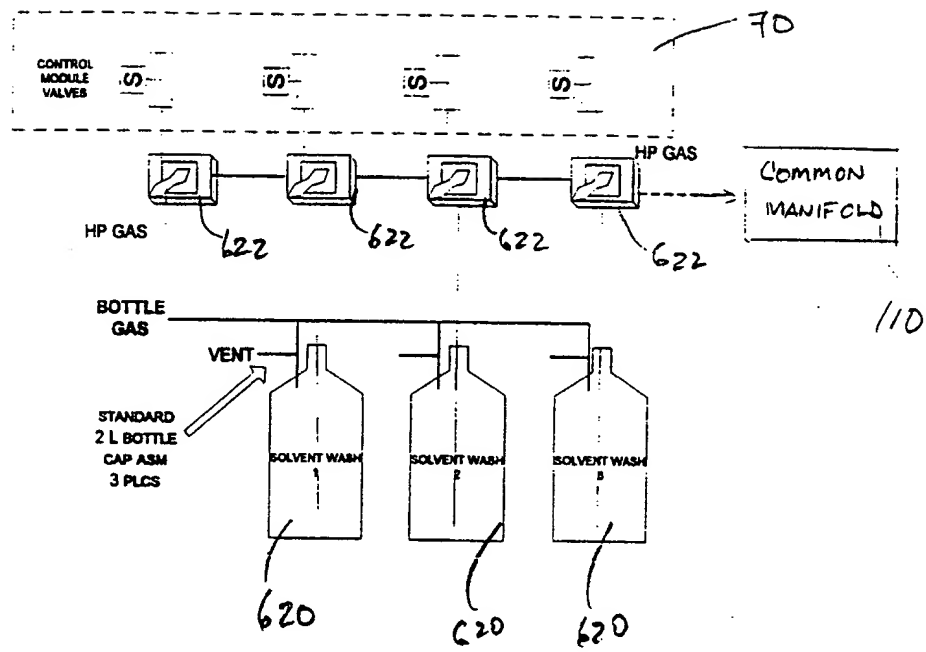 70
CONTROL
MODULE
VALVES
S
S
S
S
HP GAS
COMMON
MANIFOLD
622
622
622
622
HP GAS
110
BOTTLE
GAS
VENT
STANDARD
2 L BOTTLE
CAP ASM
3 PLCS
SOLVENT WASH
1
SOLVENT WASH
2
SOLVENT WASH
3
620
620
620